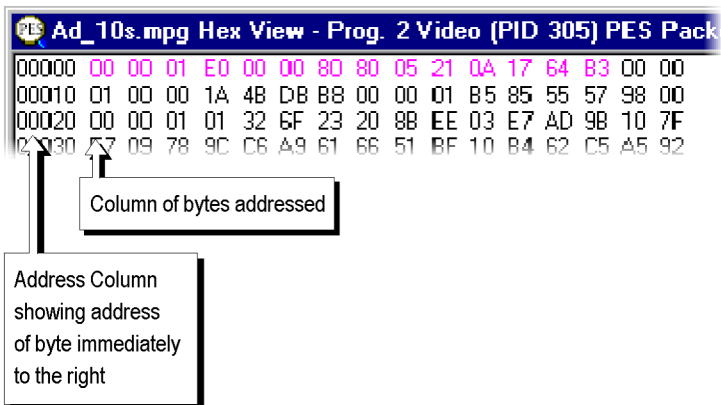 PES Ad_10s.mpg Hex View - Prog. 2 Video (PID 305) PES Pack
00000 00 00 01 E0 00 00 80 80 05 21 0A 17 64 B3 00 00
00010 01 00 00 1A 4B DB B8 00 00 01 B5 85 55 57 98 00
00020 00 00 01 01 32 6F 23 20 8B EE 03 E7 AD 9B 10 7F
09 78 9C C6 A9 61 66 51 BF 10 B4 62 C5 A5 92
Column of bytes addressed
Address Column
showing address
of byte immediately
to the right